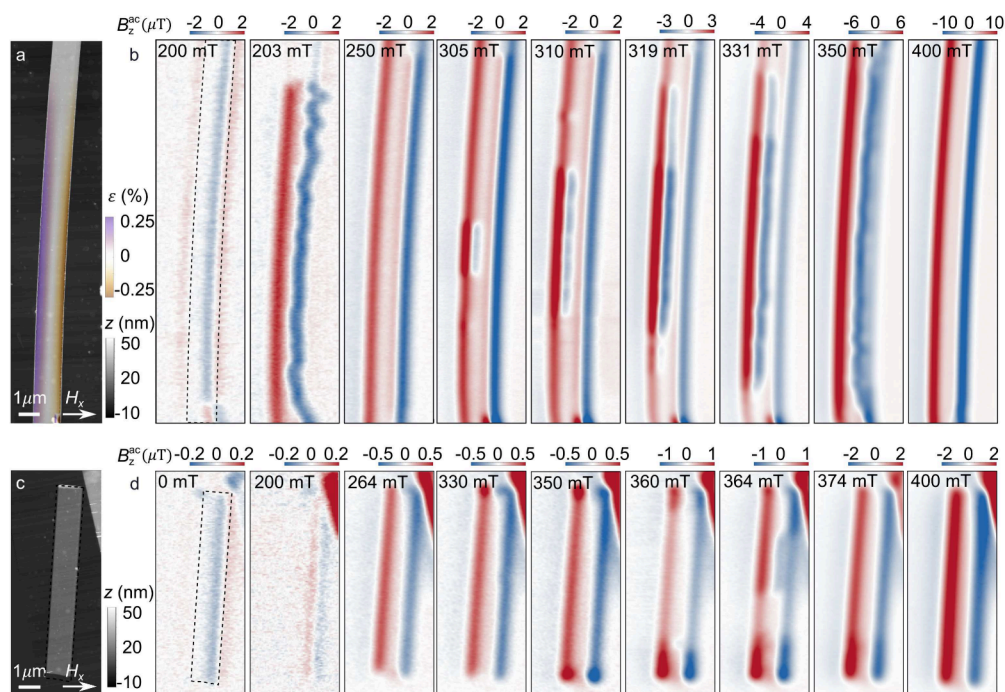 B_z^ac(μT) -2 0 2 -2 0 2 -2 0 2 -2 0 2 -2 0 2 -3 0 3 -4 0 4 -6 0 6 -10 0 10
a b 200 mT 203 mT 250 mT 305 mT 310 mT 319 mT 331 mT 350 mT 400 mT
ε (%)
0.25
0
-0.25
z (nm)
50
20
-10
1μm H_x
B_z^ac(μT) -0.2 0 0.2 -0.2 0 0.2 -0.5 0 0.5 -0.5 0 0.5 -0.5 0 0.5 -1 0 1 -1 0 1 -2 0 2 -2 0 2
c d 0 mT 200 mT 264 mT 330 mT 350 mT 360 mT 364 mT 374 mT 400 mT
z (nm)
50
20
-10
1μm H_x